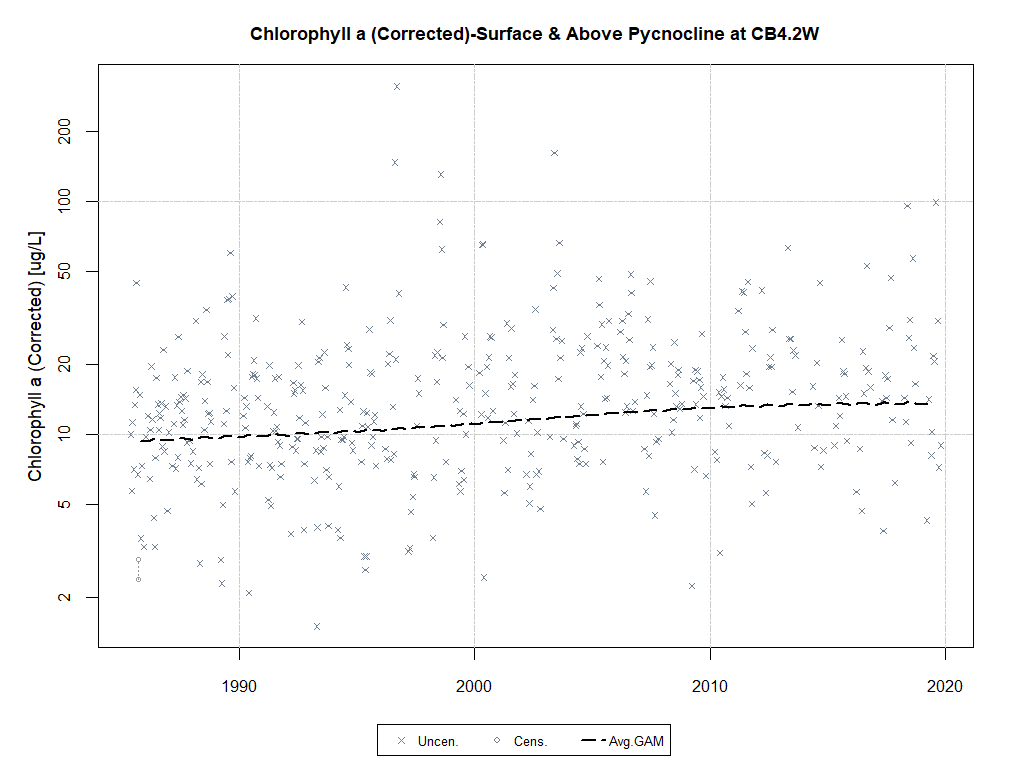 Chlorophyll a (Corrected)-Surface & Above Pycnocline at CB4.2W
Chlorophyll a (Corrected) [ug/L]
200
100
50
20
10
5
2
1990
2000
2010
2020
Uncen.
Cens.
Avg.GAM